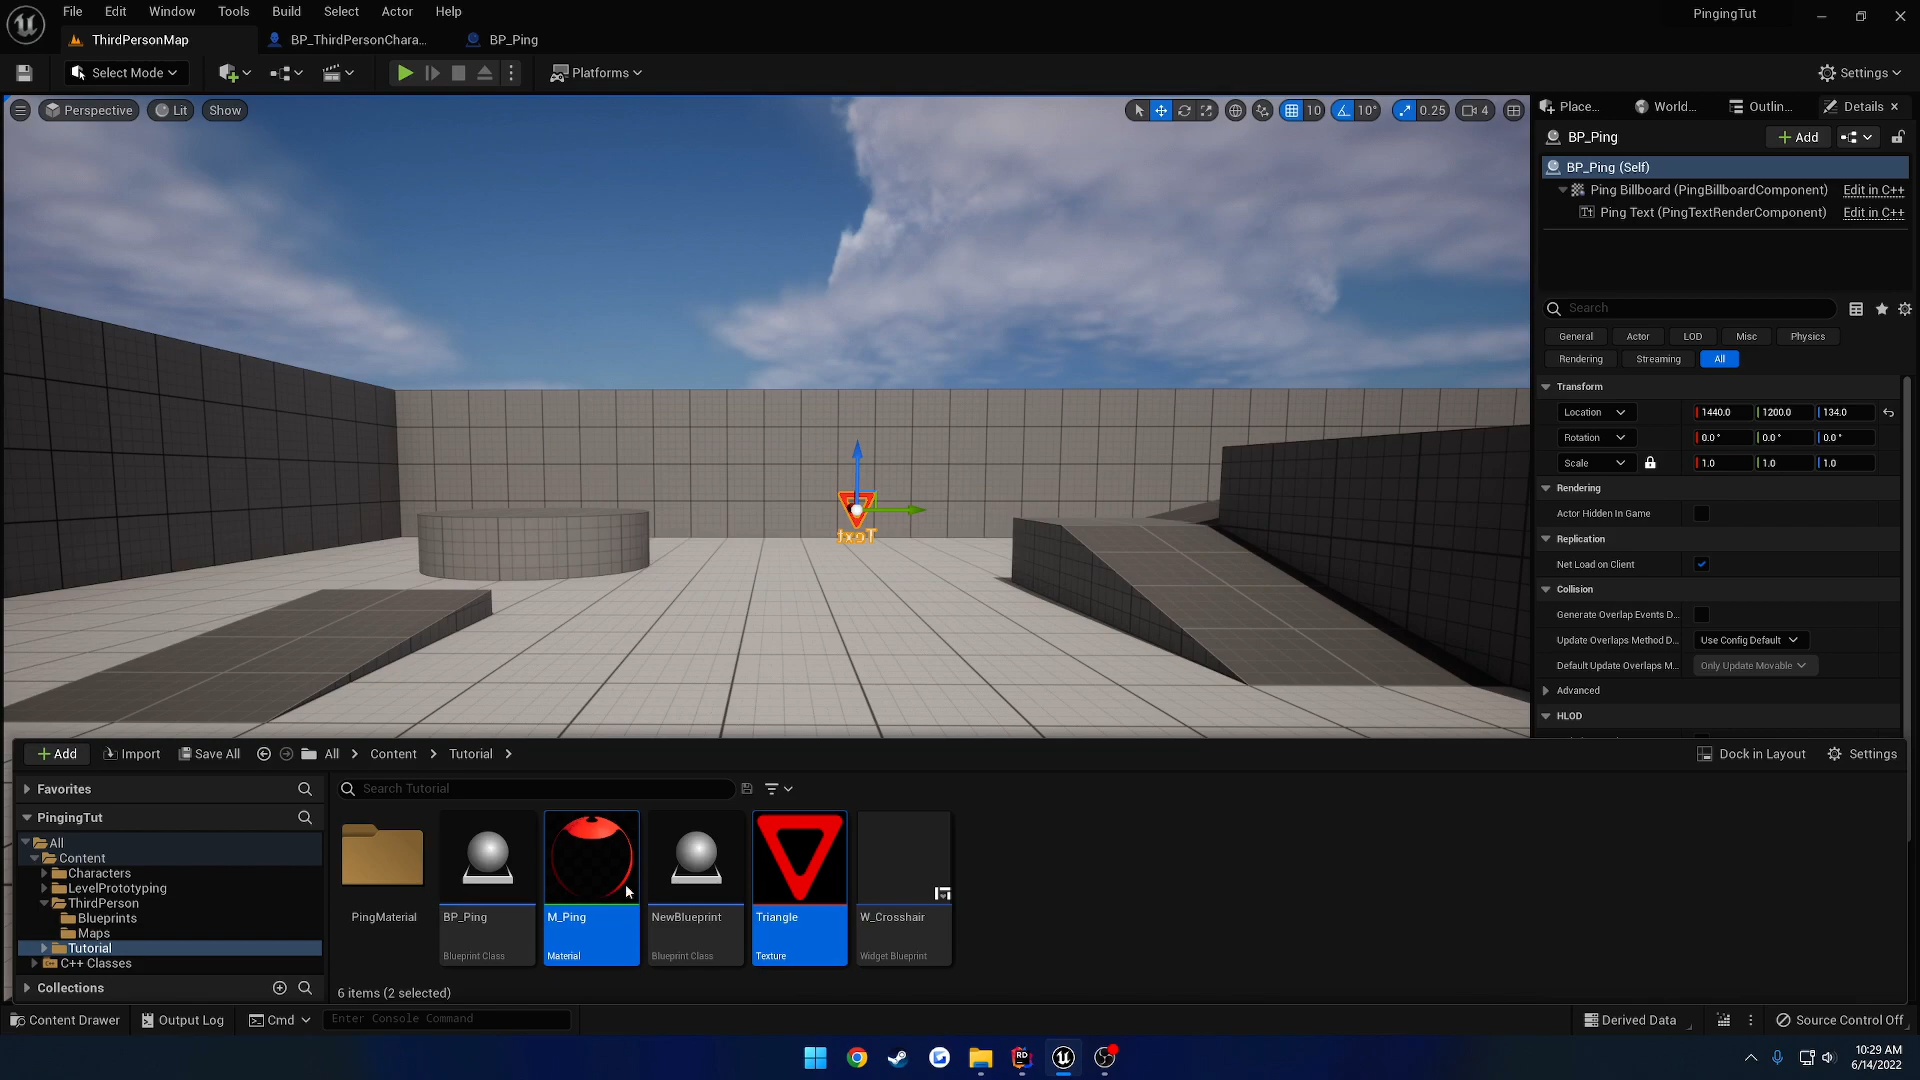 File Edit Window Tools Build Select Actor Help
PingingTut
ThirdPersonMap
BP_ThirdPersonChara...
BP_Ping
Select Mode
Platforms
Settings
Perspective
Lit
Show
10
10°
0.25
4
Place...
World...
Outlin...
Details
BP_Ping
Add
BP_Ping (Self)
Ping Billboard (PingBillboardComponent) Edit in C++
Ping Text (PingTextRenderComponent) Edit in C++
Search
General Actor LOD Misc Physics
Rendering Streaming All
Transform
Location 1440.0 1200.0 134.0
Rotation 0.0° 0.0° 0.0°
Scale 1.0 1.0 1.0
Rendering
Actor Hidden In Game
Replication
Net Load on Client
Collision
Generate Overlap Events D...
Update Overlaps Method D... Use Config Default
Default Update Overlaps M... Only Update Movable
Advanced
HLOD
Text
Add Import Save All All Content Tutorial
Dock in Layout Settings
Favorites
Search Tutorial
PingingTut
All
Content
Characters
LevelPrototyping
ThirdPerson
Blueprints
Maps
Tutorial
C++ Classes
Collections
PingMaterial
BP_Ping
Blueprint Class
M_Ping
Material
NewBlueprint
Blueprint Class
Triangle
Texture
W_Crosshair
Widget Blueprint
6 items (2 selected)
Content Drawer Output Log Cmd Enter Console Command
Derived Data Source Control Off
RD
10:29 AM
6/14/2022